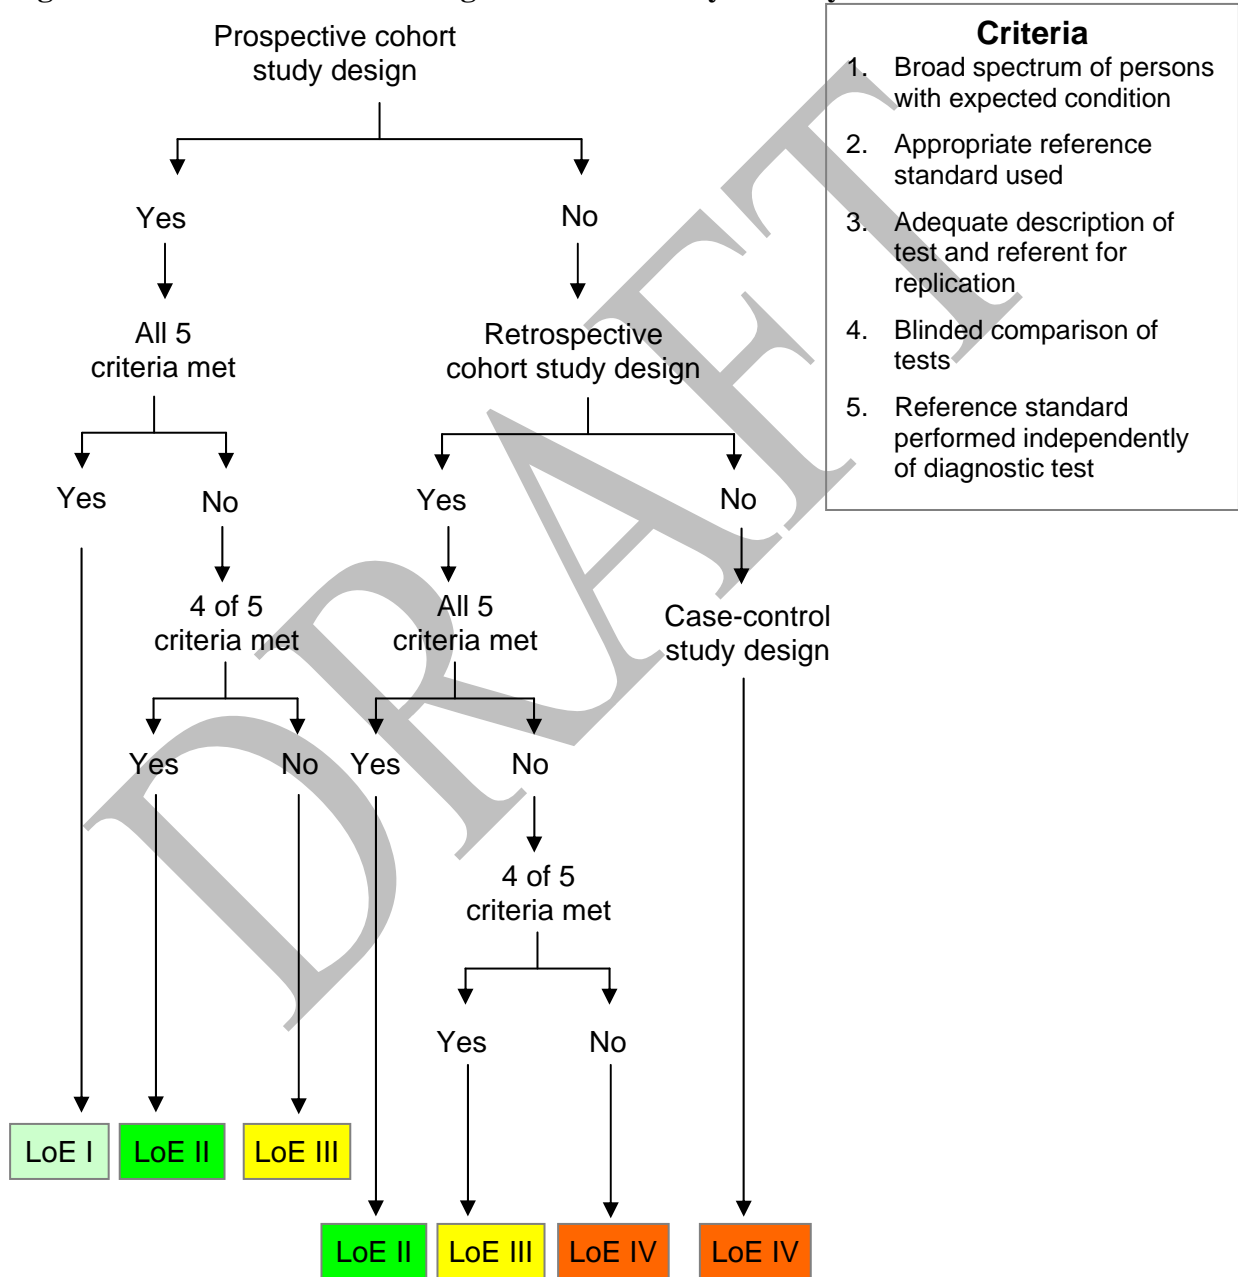 Prospective cohort
study design
Yes
No
All 5
criteria met
Retrospective
cohort study design
Yes
No
Yes
No
4 of 5
criteria met
All 5
criteria met
Case-control
study design
Yes
No
Yes
No
4 of 5
criteria met
Yes
No
LoE I
LoE II
LoE III
LoE II
LoE III
LoE IV
LoE IV
Criteria
1. Broad spectrum of persons
with expected condition
2. Appropriate reference
standard used
3. Adequate description of
test and referent for
replication
4. Blinded comparison of
tests
5. Reference standard
performed independently
of diagnostic test
DRAFT